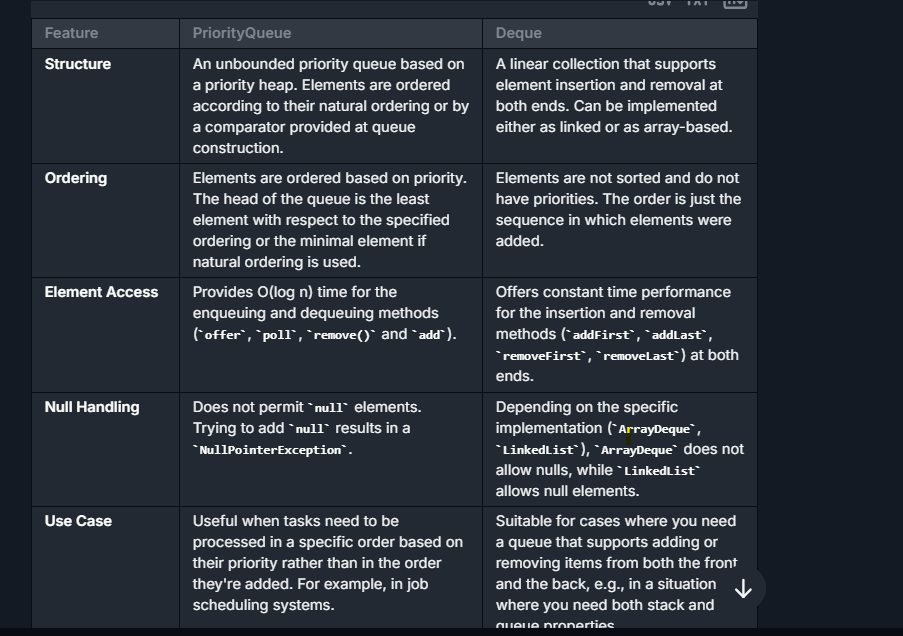 Feature PriorityQueue Deque
Structure
An unbounded priority queue based on
a priority heap. Elements are ordered
according to their natural ordering or by
a comparator provided at queue
construction.
A linear collection that supports
element insertion and removal at
both ends. Can be implemented
either as linked or as array-based.
Ordering
Elements are ordered based on priority.
The head of the queue is the least
element with respect to the specified
ordering or the minimal element if
natural ordering is used.
Elements are not sorted and do not
have priorities. The order is just the
sequence in which elements were
added.
Element Access
Provides O(log n) time for the
enqueuing and dequeuing methods
(`offer`, `poll`, `remove()` and `add`).
Offers constant time performance
for the insertion and removal
methods (`addFirst`, `addLast`,
`removeFirst`, `removeLast`) at both
ends.
Null Handling
Does not permit `null` elements.
Trying to add `null` results in a
`NullPointerException`.
Depending on the specific
implementation (`ArrayDeque`,
`LinkedList`), `ArrayDeque` does not
allow nulls, while `LinkedList`
allows null elements.
Use Case
Useful when tasks need to be
processed in a specific order based on
their priority rather than in the order
they're added. For example, in job
scheduling systems.
Suitable for cases where you need
a queue that supports adding or
removing items from both the front
and the back, e.g., in a situation
where you need both stack and
queue properties